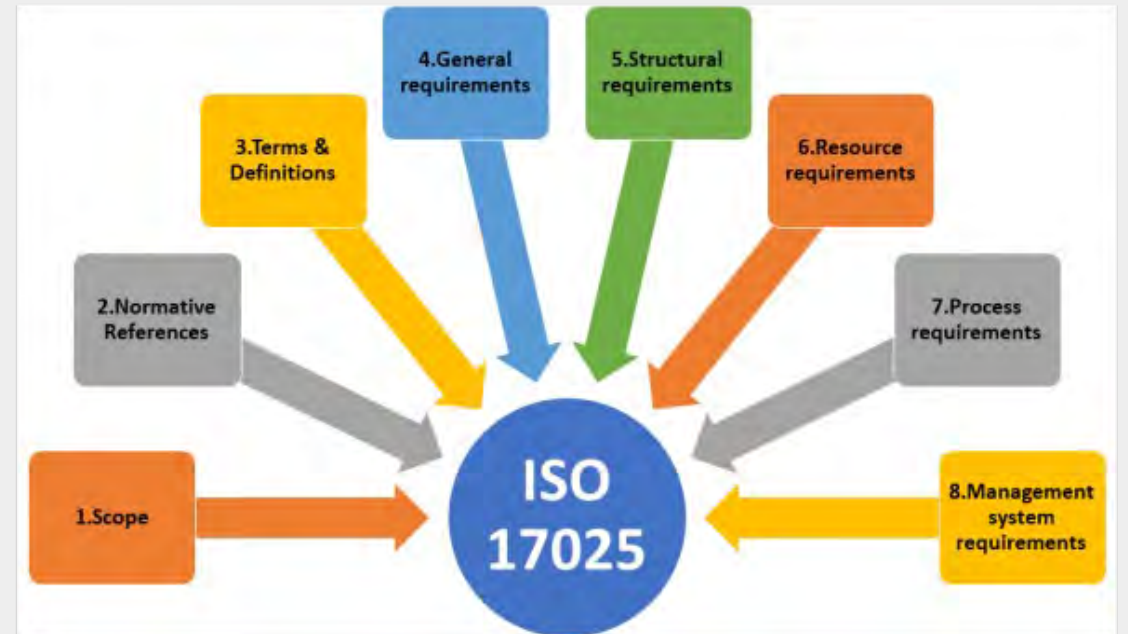 1.Scope
2.Normative
References
3.Terms &
Definitions
4.General
requirements
5.Structural
requirements
6.Resource
requirements
7.Process
requirements
8.Management
system
requirements
ISO
17025